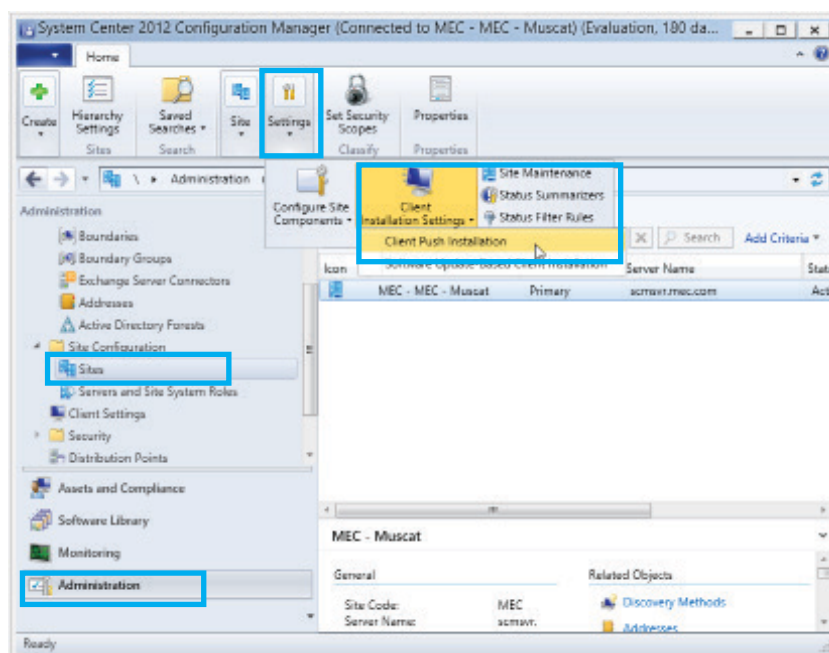 System Center 2012 Configuration Manager (Connected to MEC - MEC - Muscat) (Evaluation, 180 da...
Home
Create
Hierarchy Settings
Saved Searches
Site
Settings
Set Security Scopes
Properties
Sites
Search
Classify
Properties
\ Administration
Configure Site Components
Client Installation Settings
Site Maintenance
Status Summarizers
Status Filter Rules
Client Push Installation
Software Update-Based Client Installation
Administration
Boundaries
Boundary Groups
Exchange Server Connectors
Addresses
Active Directory Forests
Site Configuration
Sites
Servers and Site System Roles
Client Settings
Security
Distribution Points
Search
Add Criteria
Icon
Server Name
Stat
MEC - MEC - Muscat
Primary
scmsvr.mec.com
Act
Assets and Compliance
Software Library
Monitoring
Administration
MEC - Muscat
General
Related Objects
Site Code:
MEC
Discovery Methods
Server Name:
scmsvr.
Addresses
Ready